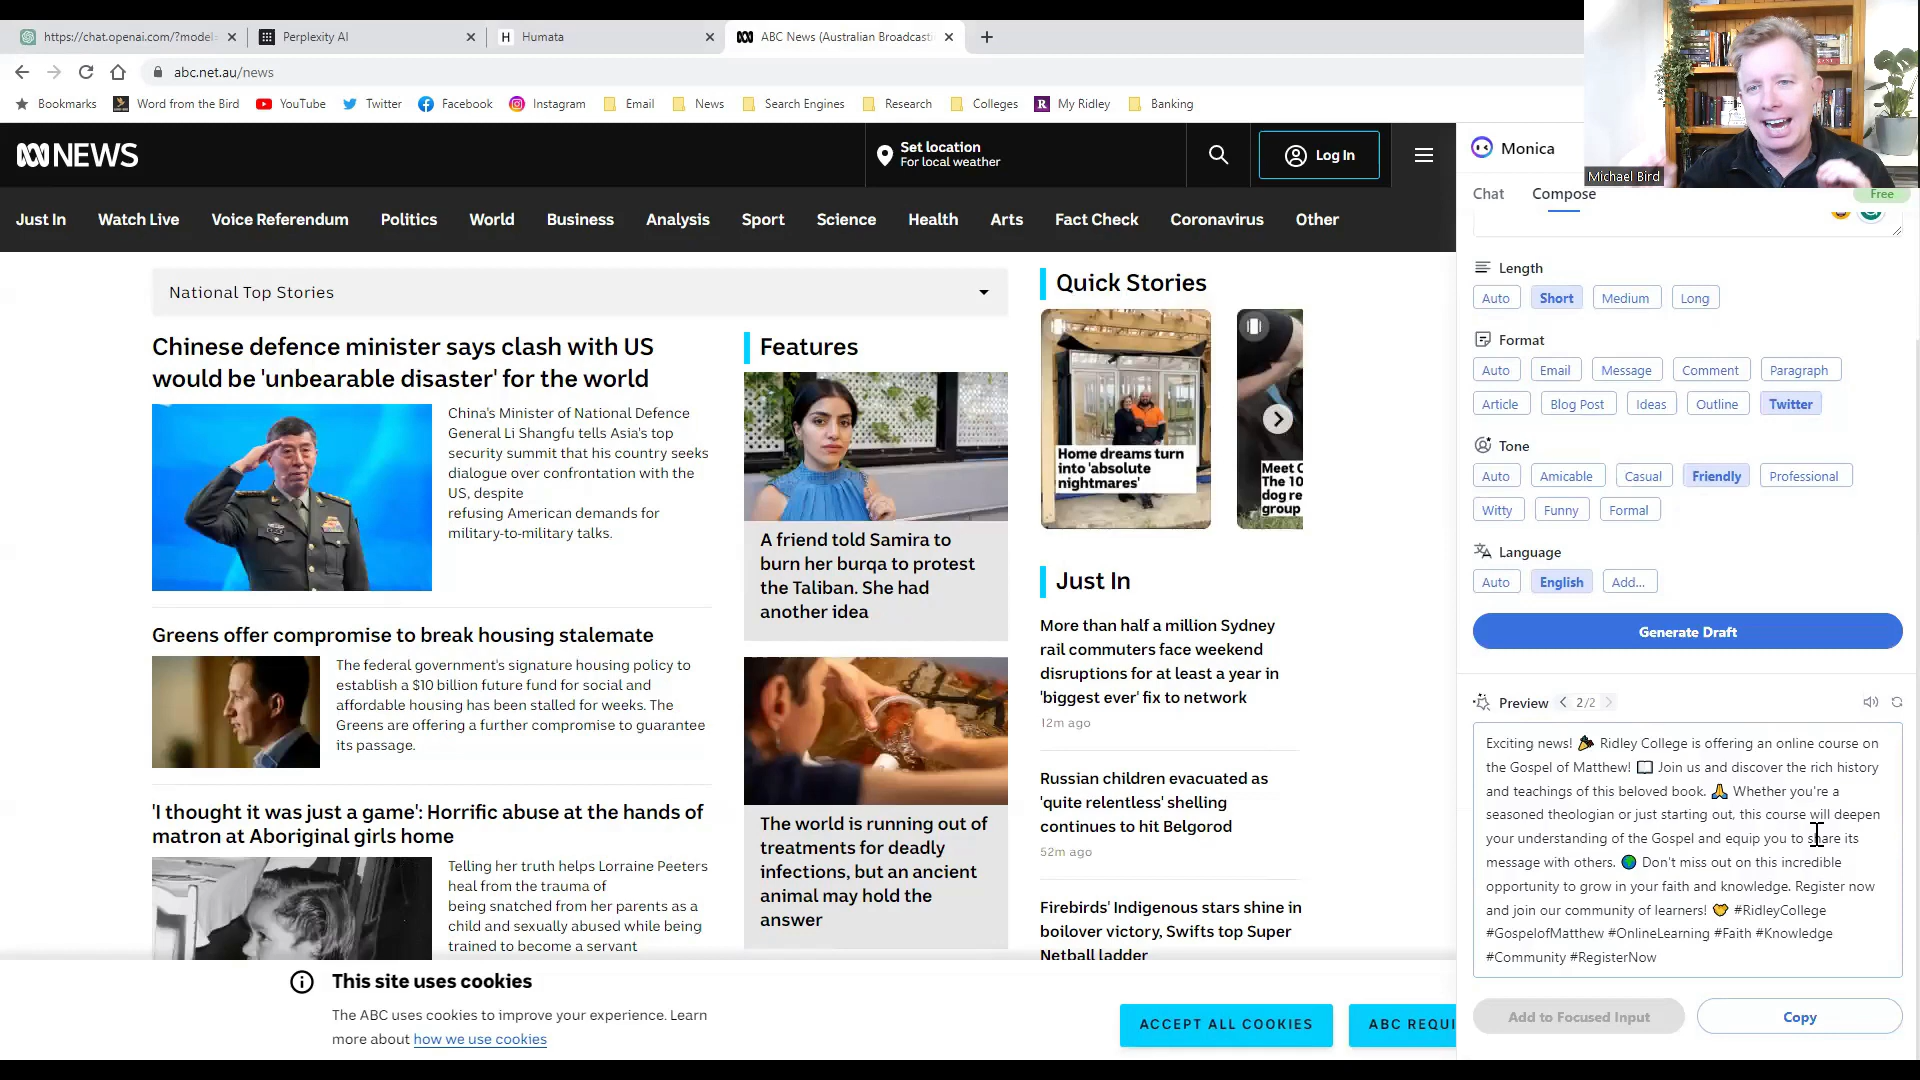 https://chat.openai.com/?model=
Perplexity AI
Humata
ABC News (Australian Broadcasti
abc.net.au/news
Bookmarks
Word from the Bird
YouTube
Twitter
Facebook
Instagram
Email
News
Search Engines
Research
Colleges
My Ridley
Banking
NEWS
Set location
For local weather
Log In
Just In
Watch Live
Voice Referendum
Politics
World
Business
Analysis
Sport
Science
Health
Arts
Fact Check
Coronavirus
Other
National Top Stories
Chinese defence minister says clash with US
would be 'unbearable disaster' for the world
China's Minister of National Defence
General Li Shangfu tells Asia's top
security summit that his country seeks
dialogue over confrontation with the
US, despite
refusing American demands for
military-to-military talks.
Greens offer compromise to break housing stalemate
The federal government's signature housing policy to
establish a $10 billion future fund for social and
affordable housing has been stalled for weeks. The
Greens are offering a further compromise to guarantee
its passage.
'I thought it was just a game': Horrific abuse at the hands of
matron at Aboriginal girls home
Telling her truth helps Lorraine Peeters
heal from the trauma of
being snatched from her parents as a
child and sexually abused while being
trained to become a servant
Features
A friend told Samira to
burn her burqa to protest
the Taliban. She had
another idea
The world is running out of
treatments for deadly
infections, but an ancient
animal may hold the
answer
Quick Stories
Home dreams turn
into 'absolute
nightmares'
Meet C
The 10
dog re
group
Just In
More than half a million Sydney
rail commuters face weekend
disruptions for at least a year in
'biggest ever' fix to network
12m ago
Russian children evacuated as
'quite relentless' shelling
continues to hit Belgorod
52m ago
Firebirds' Indigenous stars shine in
boilover victory, Swifts top Super
Netball ladder
This site uses cookies
The ABC uses cookies to improve your experience. Learn
more about how we use cookies
ACCEPT ALL COOKIES
ABC REQUI
Michael Bird
Monica
Chat
Compose
Free
Length
Auto
Short
Medium
Long
Format
Auto
Email
Message
Comment
Paragraph
Article
Blog Post
Ideas
Outline
Twitter
Tone
Auto
Amicable
Casual
Friendly
Professional
Witty
Funny
Formal
Language
Auto
English
Add...
Generate Draft
Preview
2/2
Exciting news! 🎉 Ridley College is offering an online course on
the Gospel of Matthew! 📖 Join us and discover the rich history
and teachings of this beloved book. 🙏 Whether you're a
seasoned theologian or just starting out, this course will deepen
your understanding of the Gospel and equip you to share its
message with others. 🌍 Don't miss out on this incredible
opportunity to grow in your faith and knowledge. Register now
and join our community of learners! 🤝 #RidleyCollege
#GospelofMatthew #OnlineLearning #Faith #Knowledge
#Community #RegisterNow
Add to Focused Input
Copy